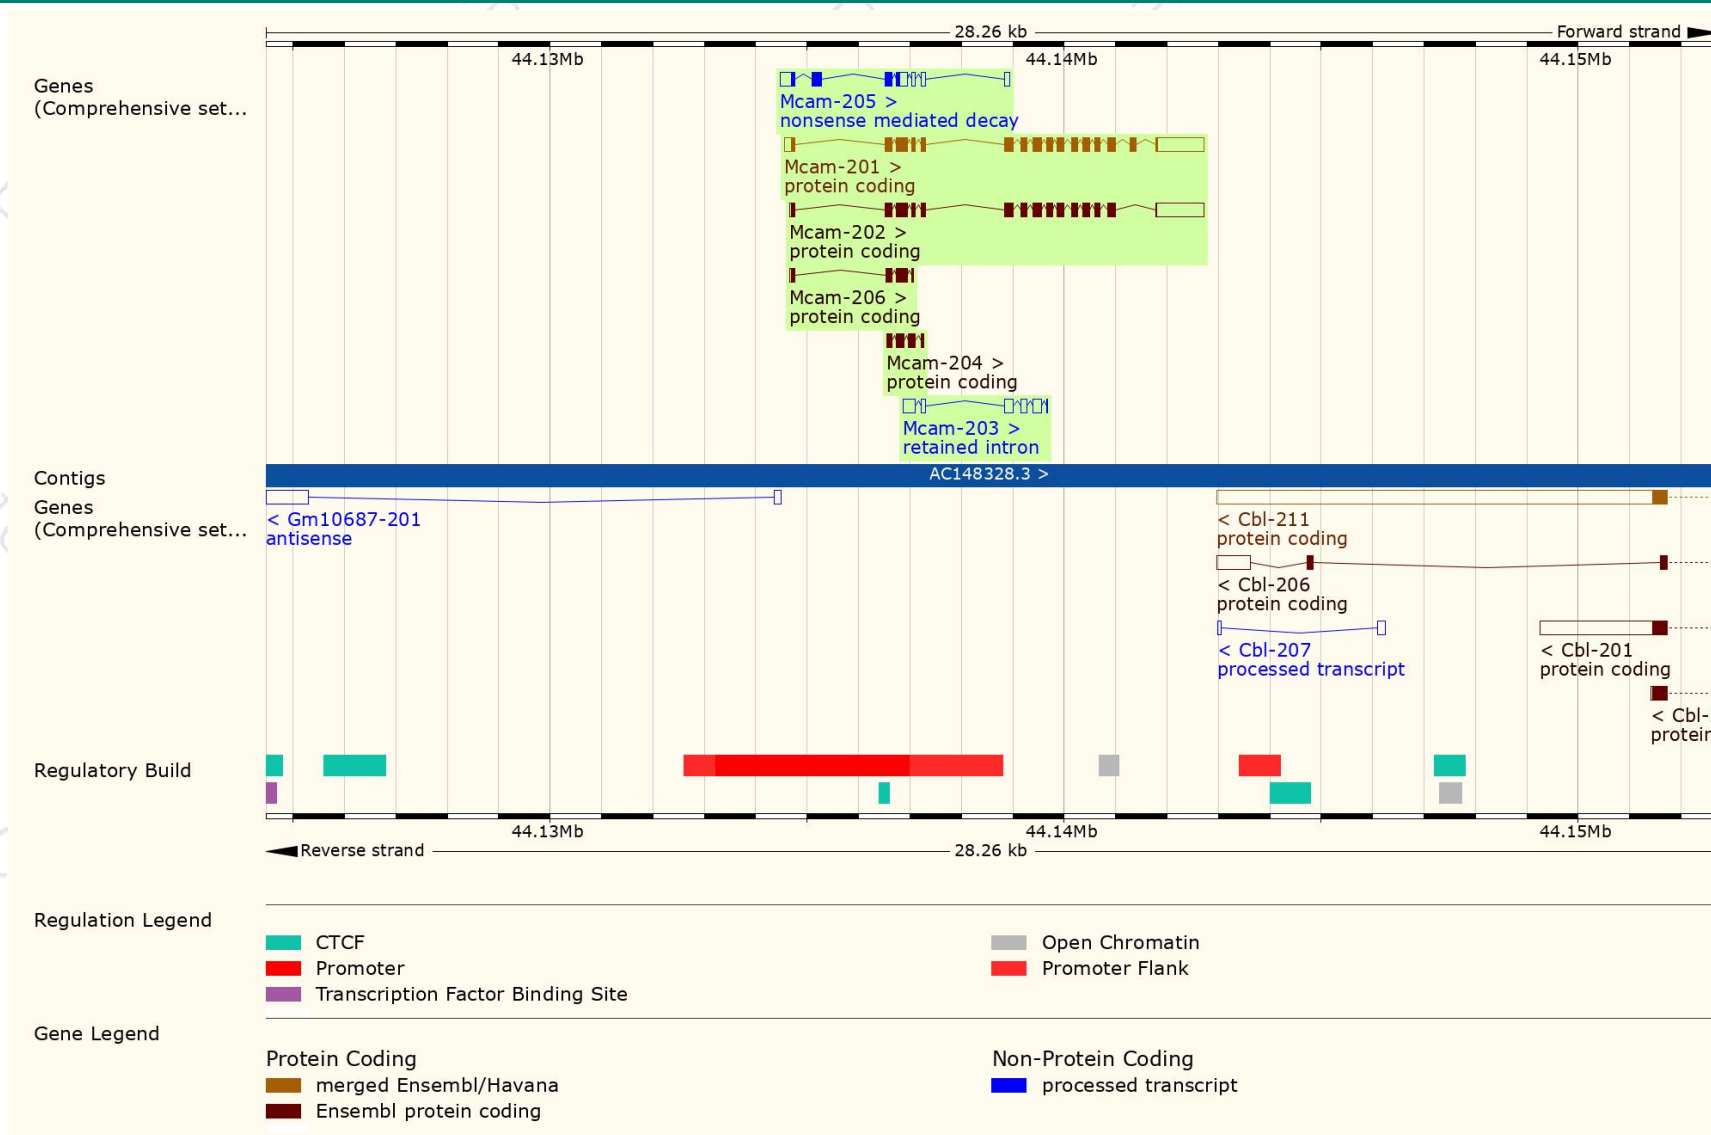 28.26 kb
Forward strand
44.13Mb
44.14Mb
44.15Mb
Genes
(Comprehensive set...
Mcam-205 >
nonsense mediated decay
Mcam-201 >
protein coding
Mcam-202 >
protein coding
Mcam-206 >
protein coding
Mcam-204 >
protein coding
Mcam-203 >
retained intron
Contigs
AC148328.3 >
Genes
(Comprehensive set...
< Gm10687-201
antisense
< Cbl-211
protein coding
< Cbl-206
protein coding
< Cbl-207
processed transcript
< Cbl-201
protein coding
< Cbl-
protein
Regulatory Build
44.13Mb
44.14Mb
44.15Mb
Reverse strand
28.26 kb
Regulation Legend
CTCF
Open Chromatin
Promoter
Promoter Flank
Transcription Factor Binding Site
Gene Legend
Protein Coding
Non-Protein Coding
merged Ensembl/Havana
processed transcript
Ensembl protein coding